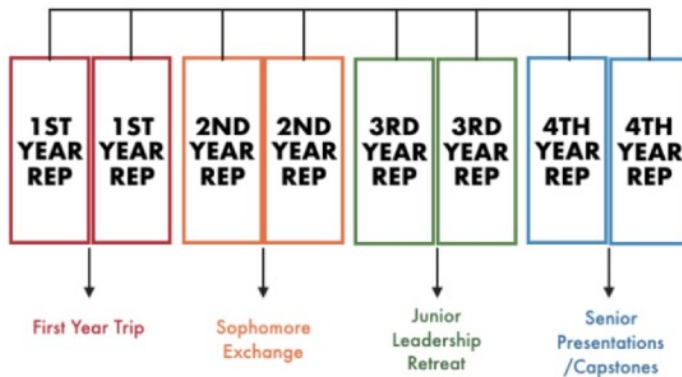 1ST
YEAR
REP
1ST
YEAR
REP
2ND
YEAR
REP
2ND
YEAR
REP
3RD
YEAR
REP
3RD
YEAR
REP
4TH
YEAR
REP
4TH
YEAR
REP
First Year Trip
Sophomore
Exchange
Junior
Leadership
Retreat
Senior
Presentations
/Capstones